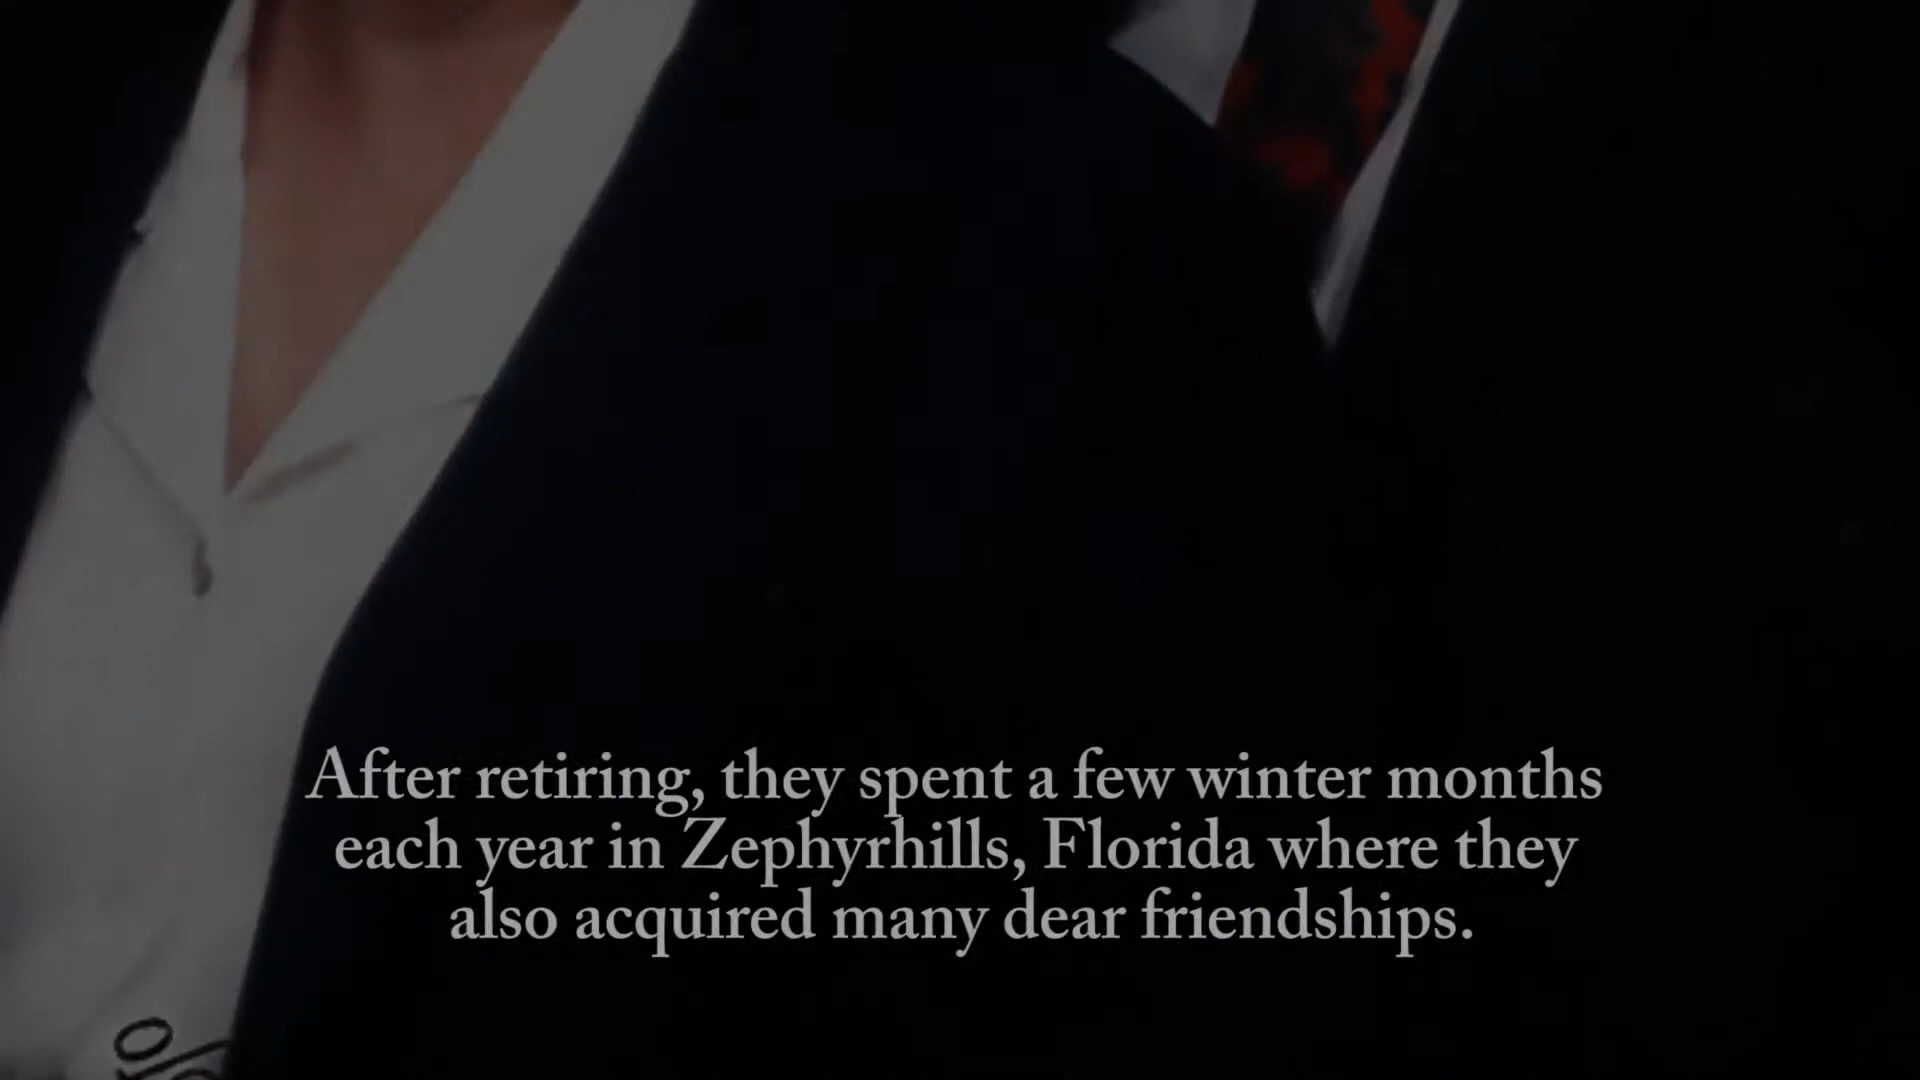 After retiring, they spent a few winter months
each year in Zephyrhills, Florida where they
also acquired many dear friendships.